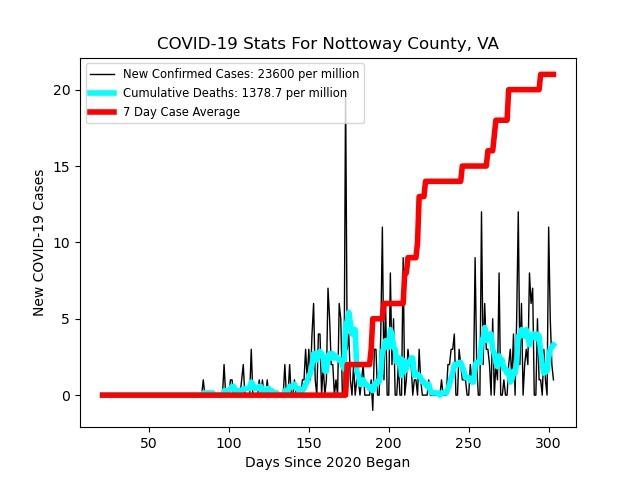 COVID-19 Stats For Nottoway County, VA
New Confirmed Cases: 23600 per million
Cumulative Deaths: 1378.7 per million
7 Day Case Average
20
15
10
5
0
New COVID-19 Cases
50 100 150 200 250 300
Days Since 2020 Began